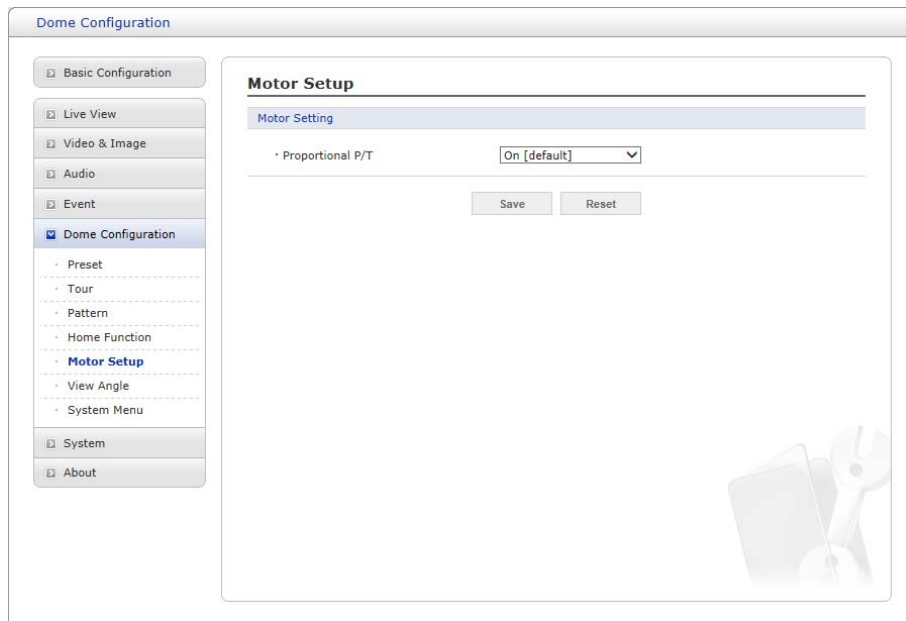 Dome Configuration
Basic Configuration
Live View
Video & Image
Audio
Event
Dome Configuration
· Preset
· Tour
· Pattern
· Home Function
· Motor Setup
· View Angle
· System Menu
System
About
Motor Setup
Motor Setting
· Proportional P/T On [default]
Save Reset